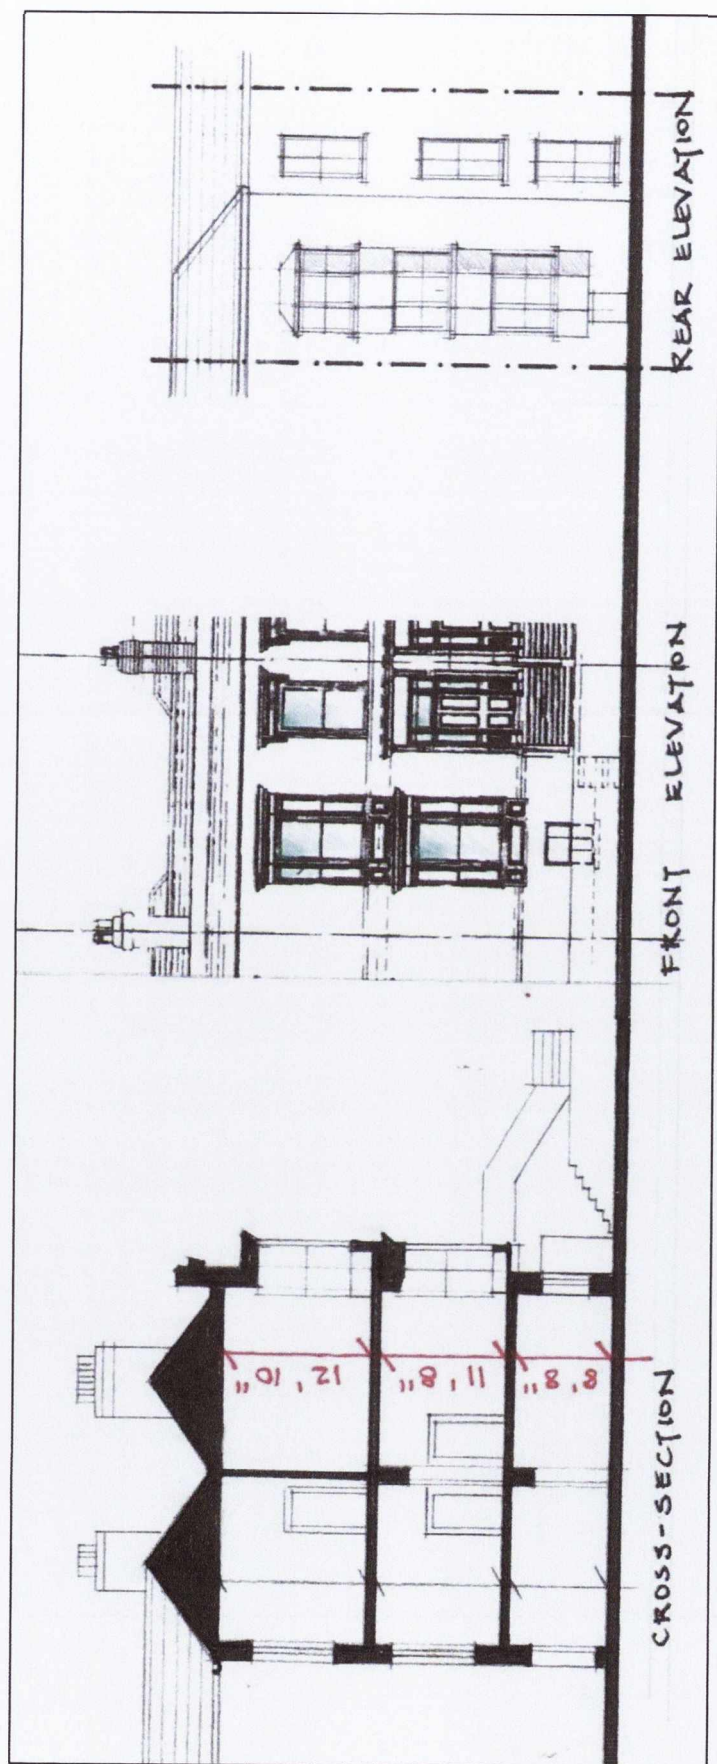 CROSS-SECTION
12' 10"
11' 8"
8' 8"
FRONT ELEVATION
REAR ELEVATION